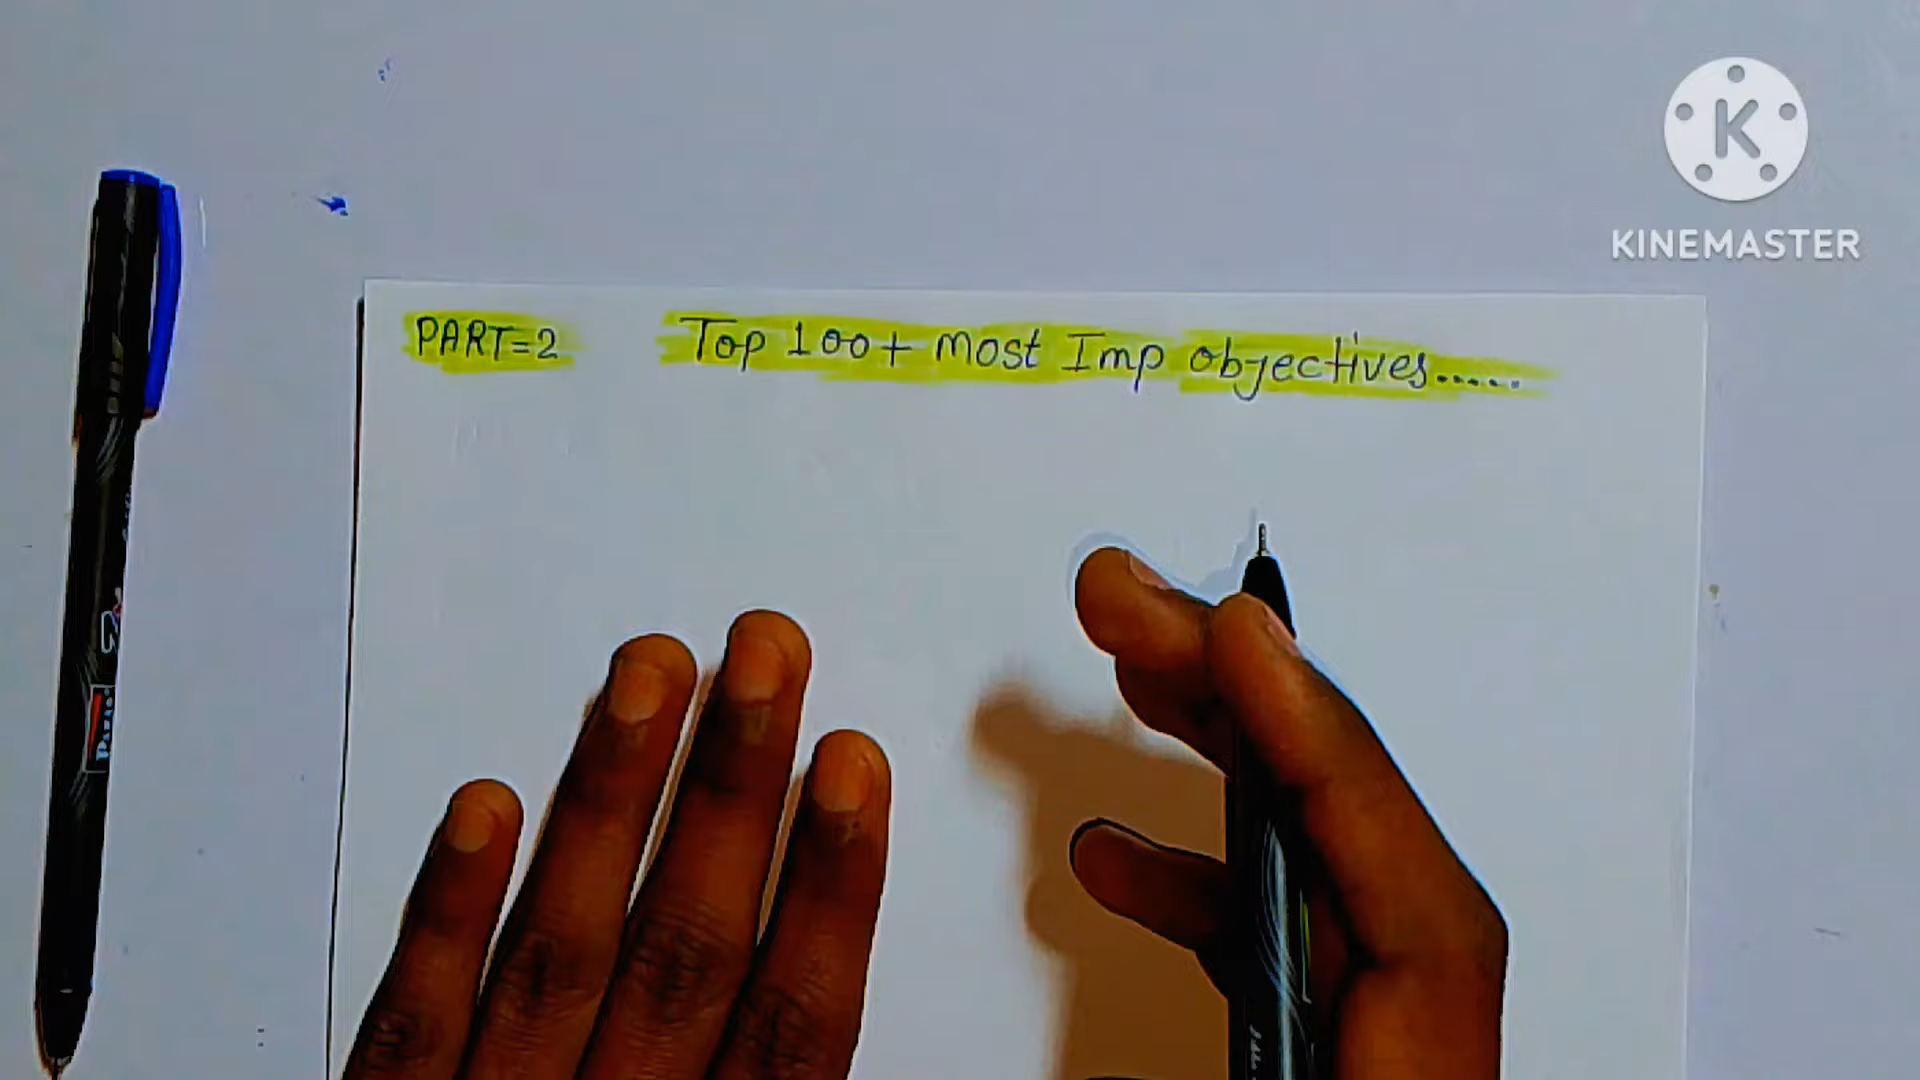 K
KINEMASTER
PART=2 Top 100+ most Imp objectives.....